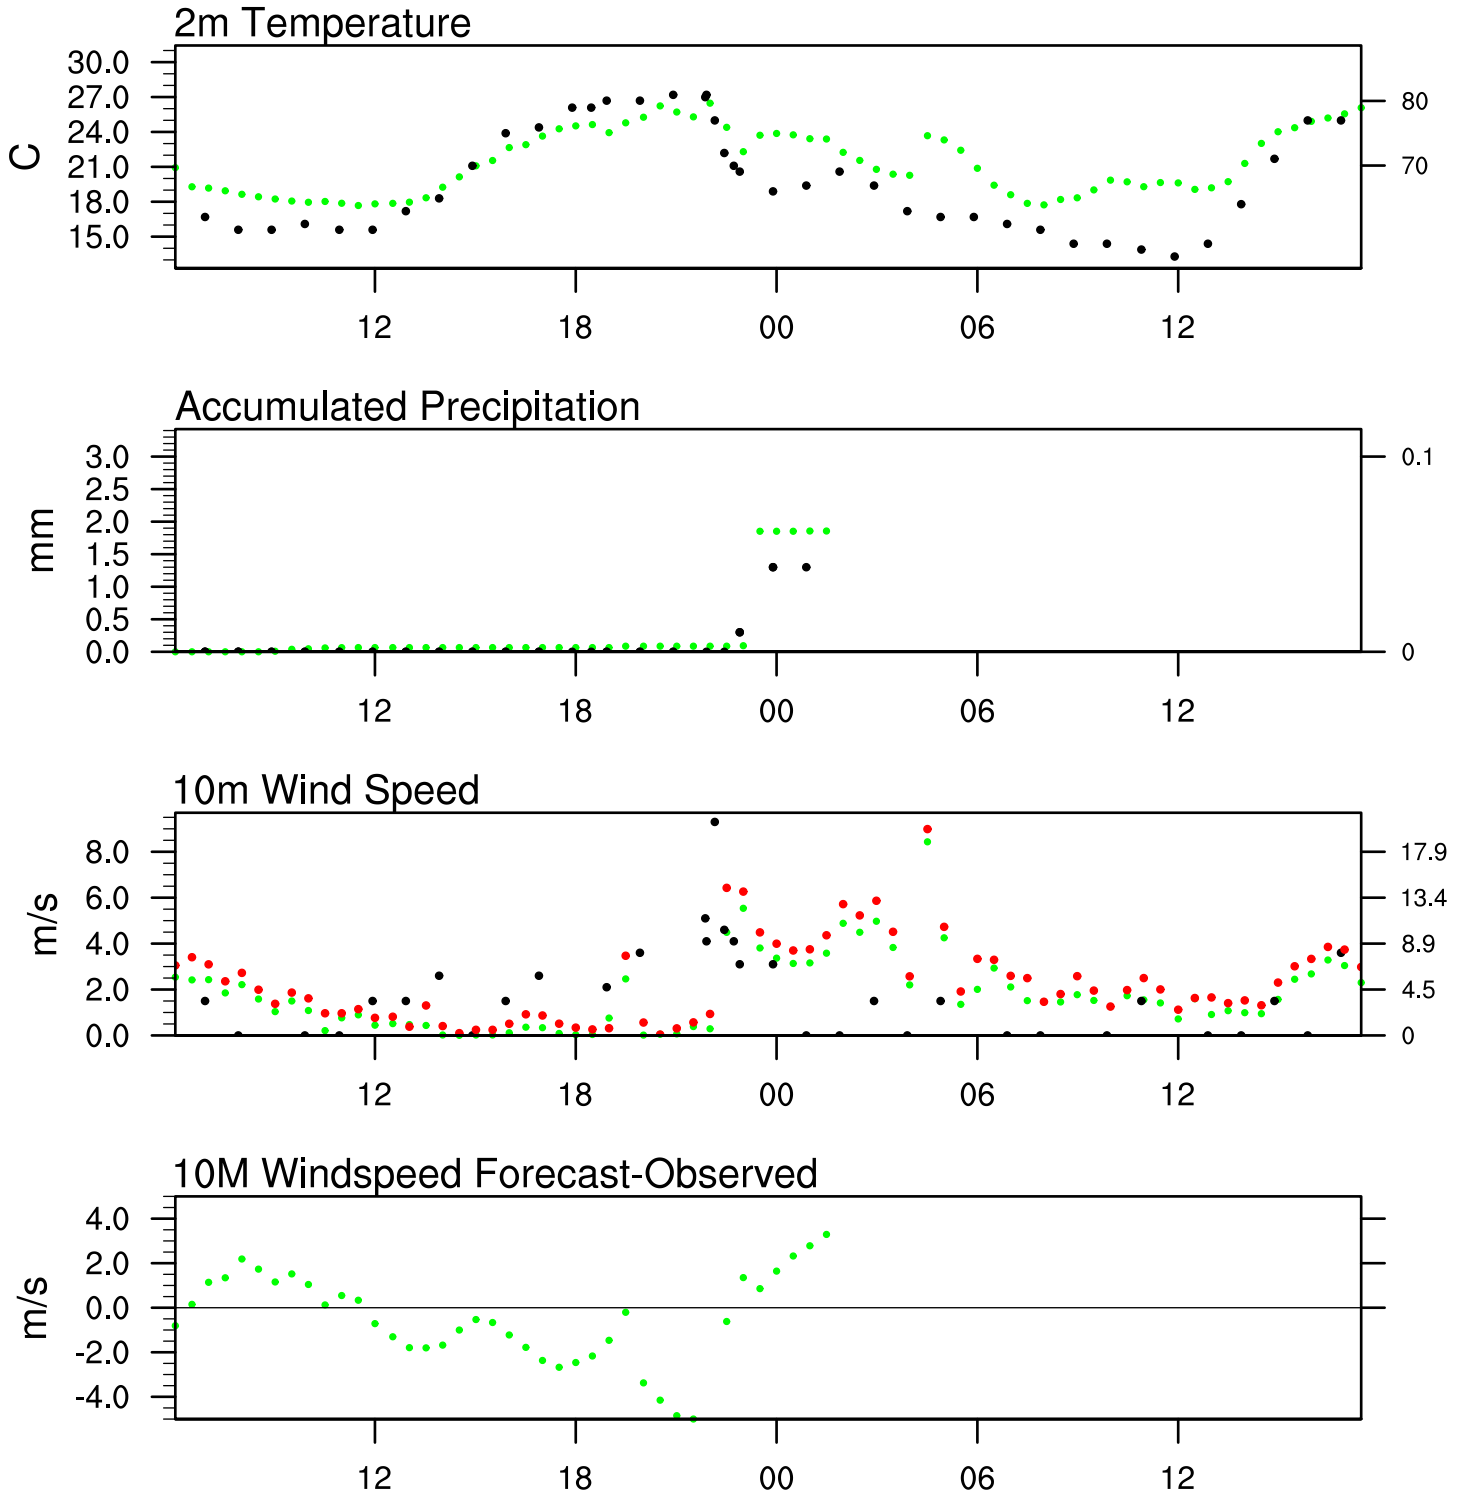 2m Temperature
30.0
27.0
24.0
21.0
18.0
15.0
C
80
70
12 18 00 06 12
Accumulated Precipitation
3.0
2.5
2.0
1.5
1.0
0.5
0.0
mm
0.1
0
12 18 00 06 12
10m Wind Speed
8.0
6.0
4.0
2.0
0.0
m/s
17.9
13.4
8.9
4.5
0
12 18 00 06 12
10M Windspeed Forecast-Observed
4.0
2.0
0.0
-2.0
-4.0
m/s
12 18 00 06 12